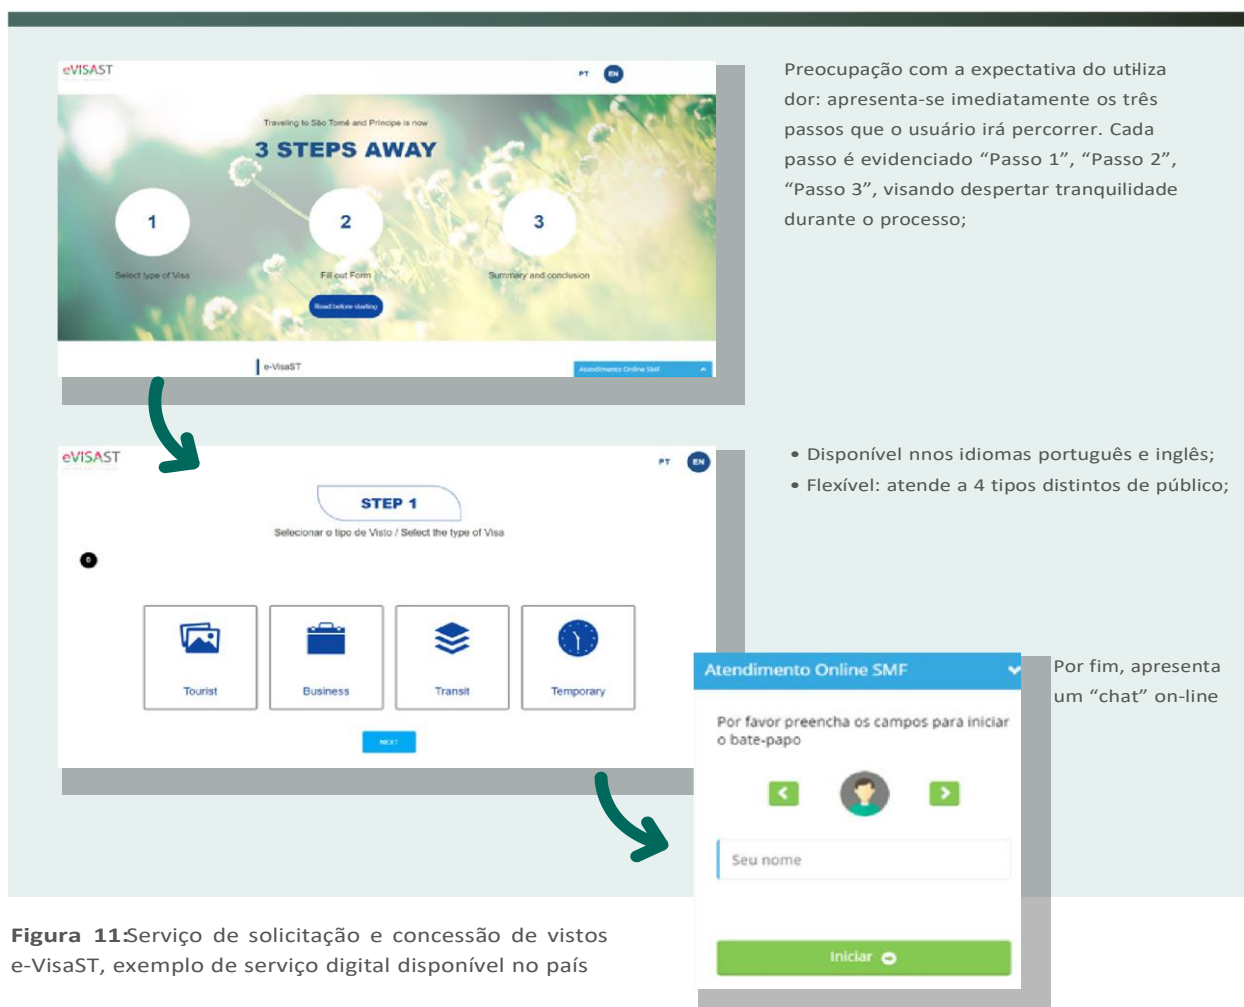 eVISAST
PT EN
Traveling to São Tomé and Principe is now
3 STEPS AWAY
1
2
3
Select type of Visa
Fill out Form
Summary and conclusion
Read before starting
e-VisaST
Atendimento Online SMF
Preocupação com a expectativa do utiliza-
dor: apresenta-se imediatamente os três
passos que o usuário irá percorrer. Cada
passo é evidenciado “Passo 1”, “Passo 2”,
“Passo 3”, visando despertar tranquilidade
durante o processo;
eVISAST
PT EN
STEP 1
Selecionar o tipo de Visto / Select the type of Visa
Tourist
Business
Transit
Temporary
NEXT
• Disponível nnos idiomas português e inglês;
• Flexível: atende a 4 tipos distintos de público;
Atendimento Online SMF
Por favor preencha os campos para iniciar
o bate-papo
Seu nome
Iniciar
Por fim, apresenta
um “chat” on-line
Figura 11:Serviço de solicitação e concessão de vistos
e-VisaST, exemplo de serviço digital disponível no país